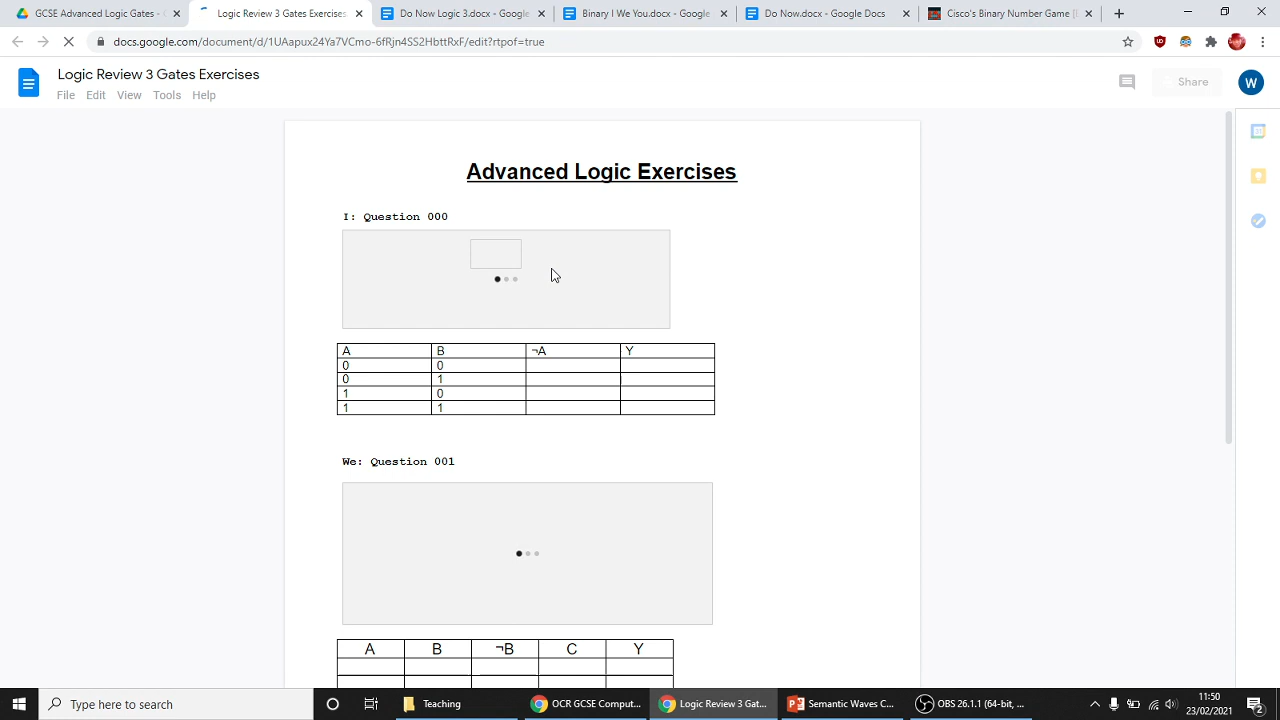 GCSE Advanced Logic Gates - G
Logic Review 3 Gates Exercises
Do Now Logic 3.docx - Google
Binary I We You.docx - Google
Do Now.docx - Google Docs
Cisco's Binary Number Game [
docs.google.com/document/d/1UAapux24Ya7VCmo-6fRjn4SS2HbttRxF/edit?rtpof=true
Logic Review 3 Gates Exercises
File Edit View Tools Help
Share
W
Advanced Logic Exercises
I: Question 000
A B ¬A Y
0 0
0 1
1 0
1 1
We: Question 001
A B ¬B C Y
Type here to search
Teaching
OCR GCSE Comput...
Logic Review 3 Gat...
Semantic Waves C...
OBS 26.1.1 (64-bit, ...
11:50
23/02/2021
2